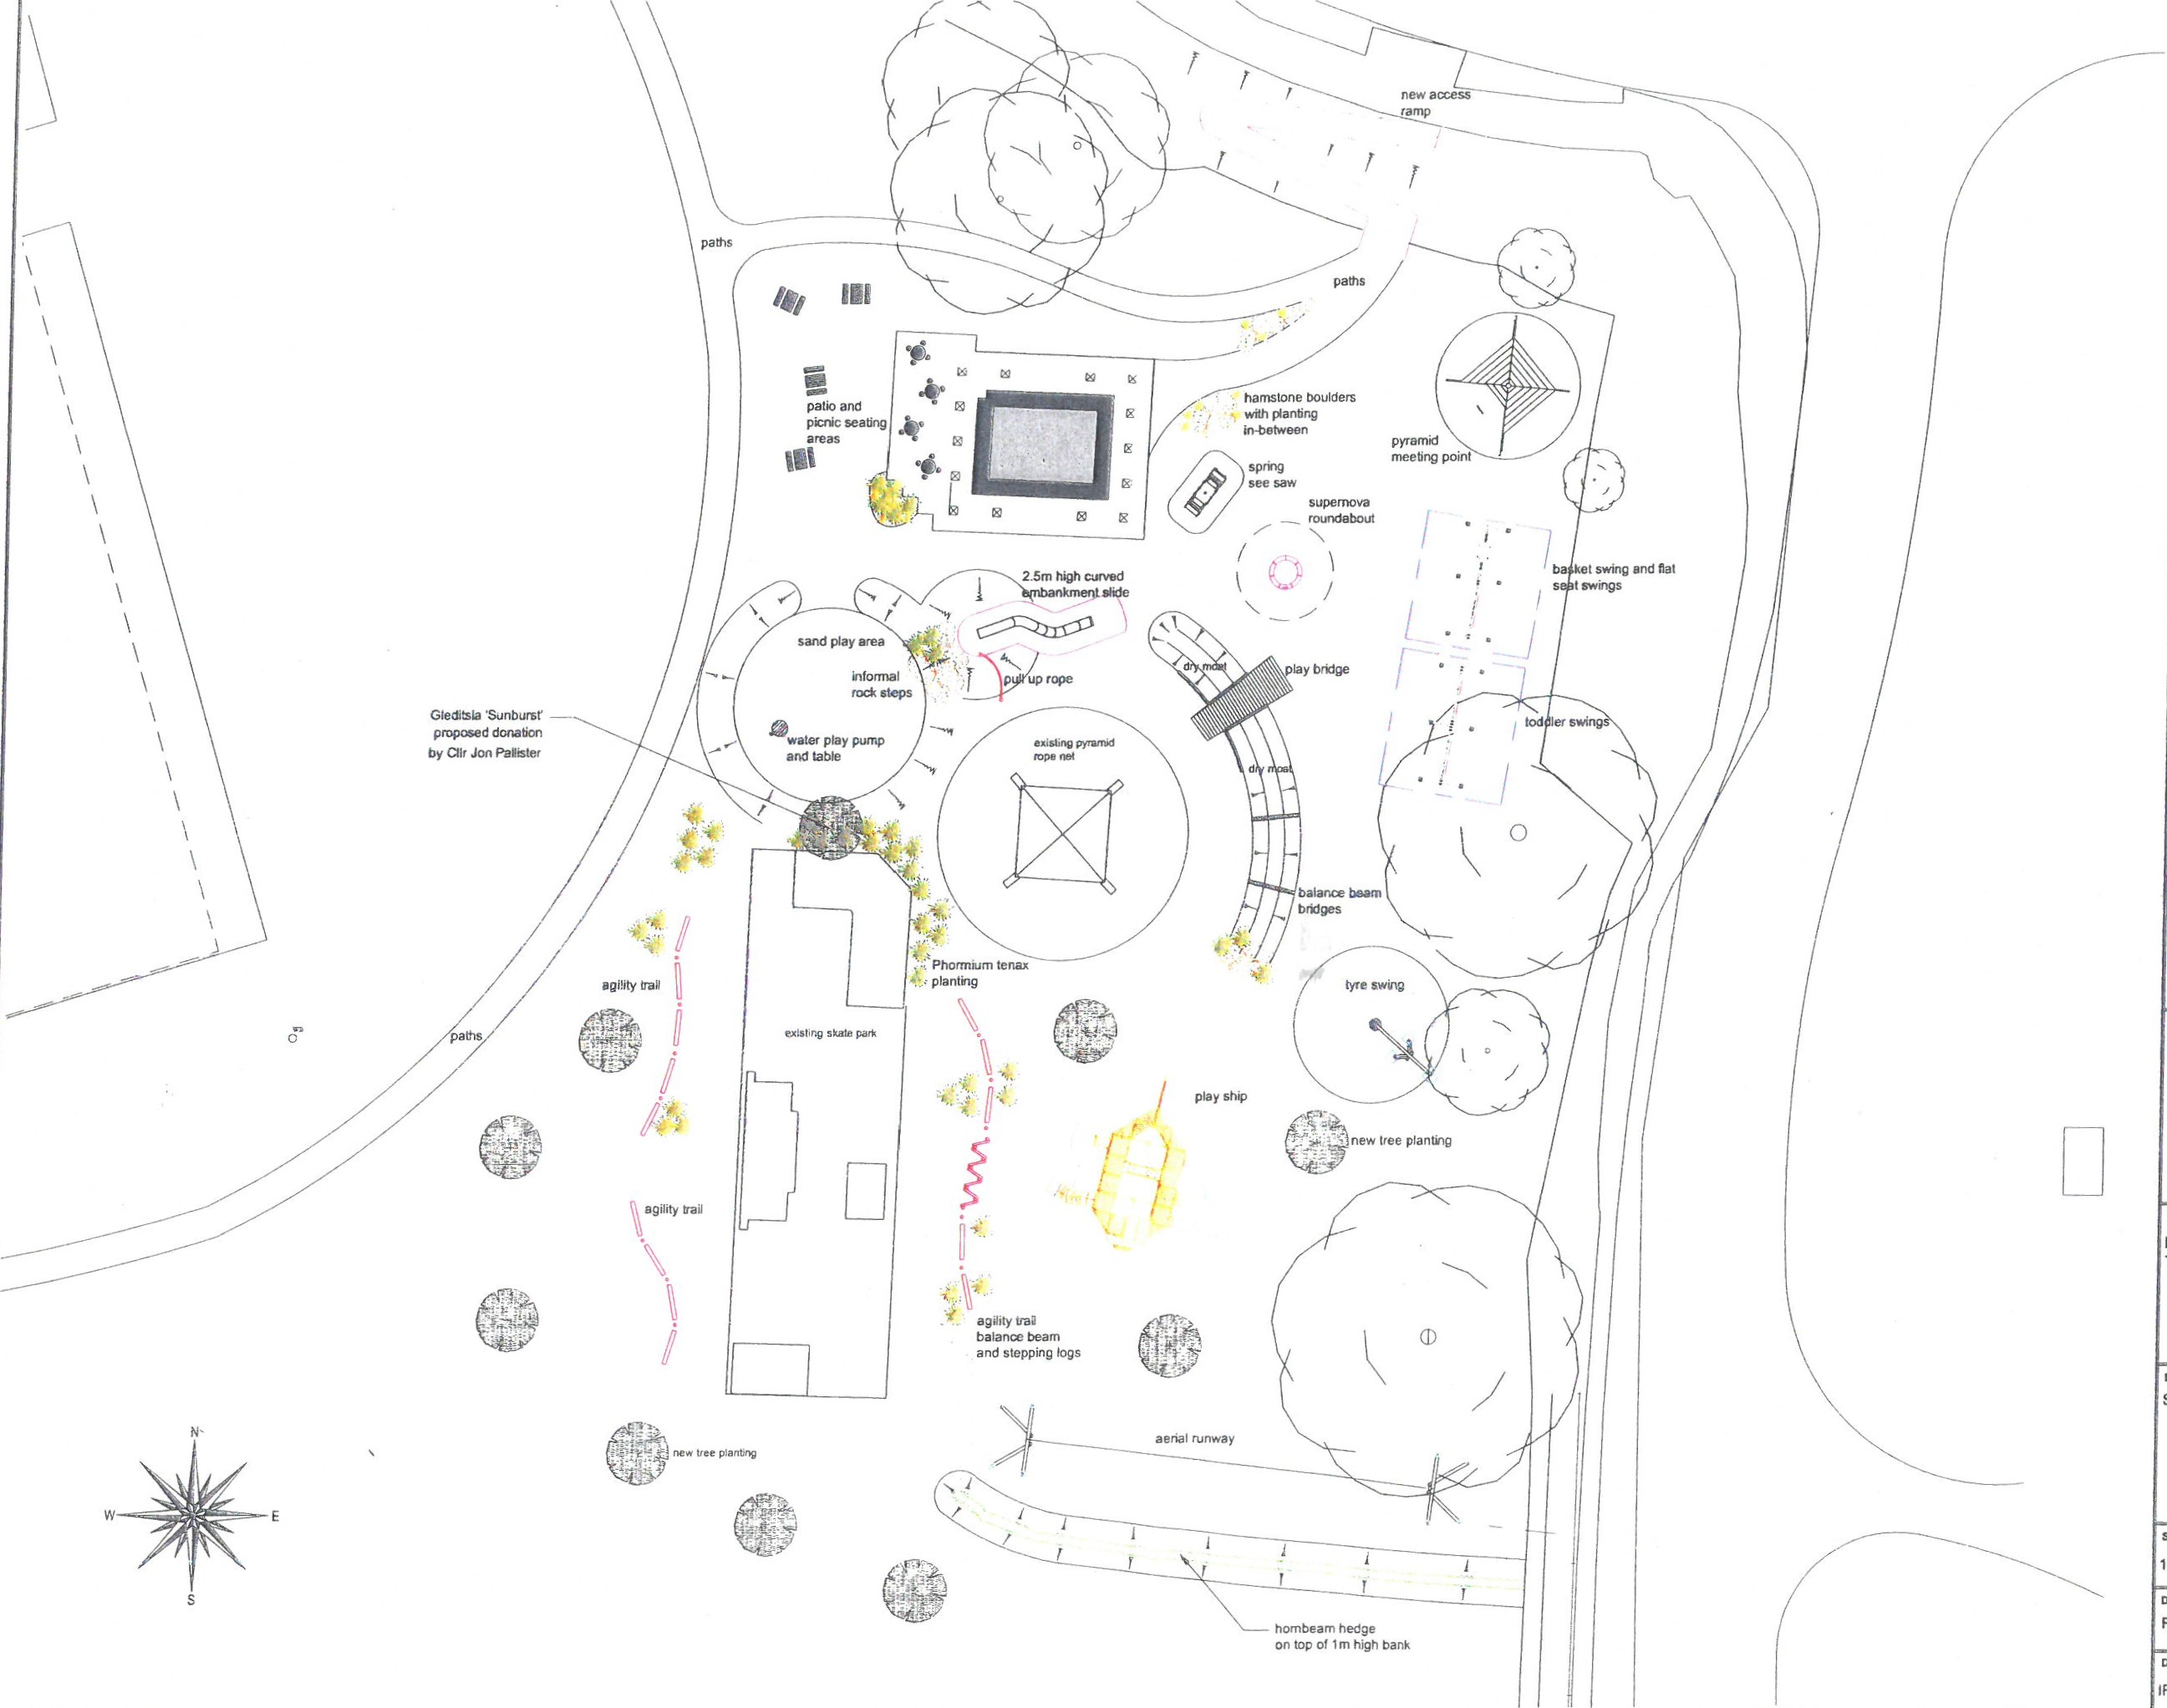 new access
ramp
paths
paths
patio and
picnic seating
areas
hamstone boulders
with planting
in-between
pyramid
meeting point
spring
see saw
supernova
roundabout
2.5m high curved
embankment slide
basket swing and flat
seat swings
sand play area
informal
rock steps
pull up rope
dry moat
play bridge
Gleditsia 'Sunburst'
proposed donation
by Cllr Jon Pallister
water play pump
and table
existing pyramid
rope net
toddler swings
dry moat
balance beam
bridges
Phormium tenax
planting
agility trail
tyre swing
existing skate park
paths
play ship
new tree planting
agility trail
agility trail
balance beam
and stepping logs
aerial runway
new tree planting
N
W
E
S
hornbeam hedge
on top of 1m high bank